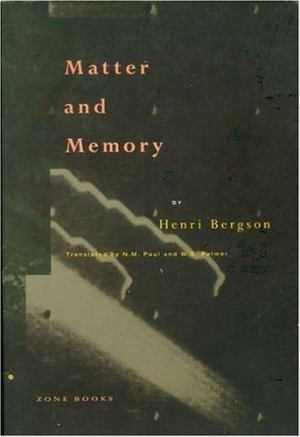 Matter
and
Memory
BY
Henri Bergson
Translated by N.M. Paul and W.S. Palmer
ZONE BOOKS